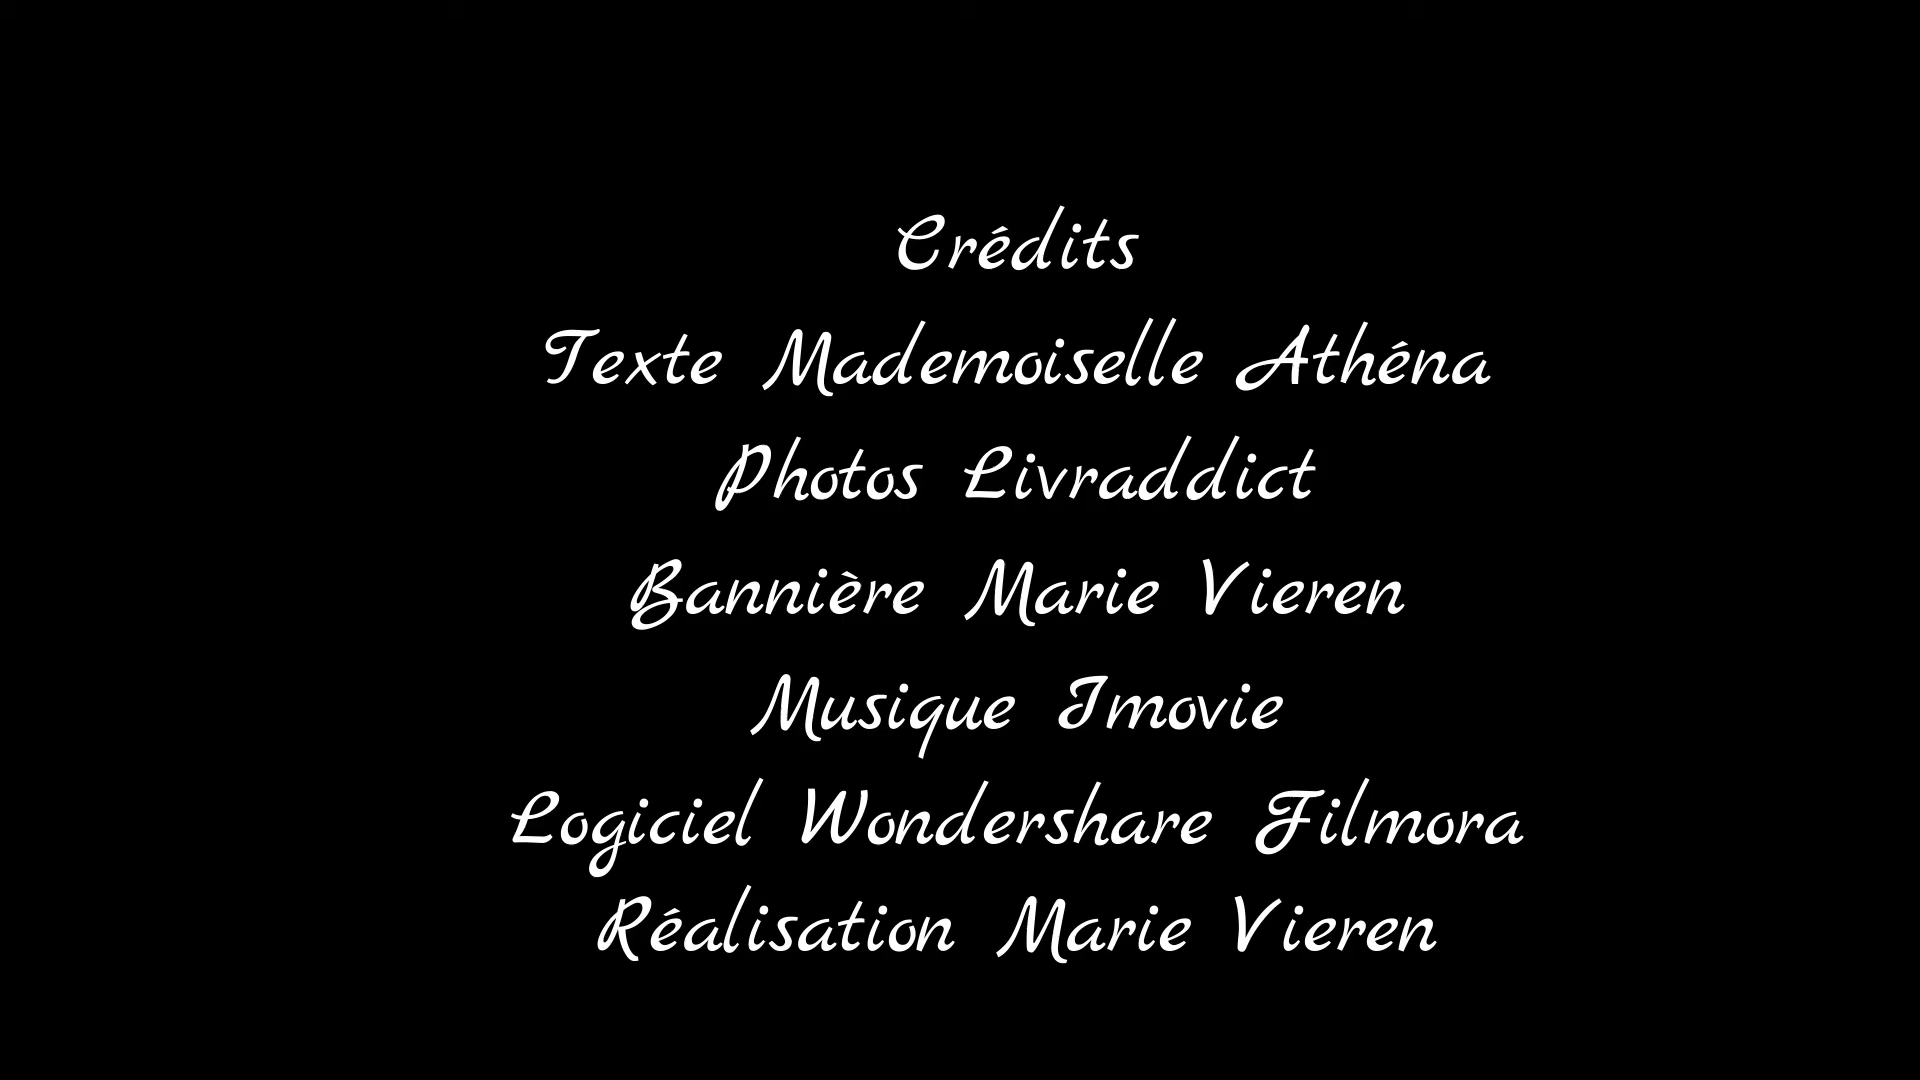 Crédits
Texte Mademoiselle Athéna
Photos Livraddict
Bannière Marie Vieren
Musique Imovie
Logiciel Wondershare Filmora
Réalisation Marie Vieren